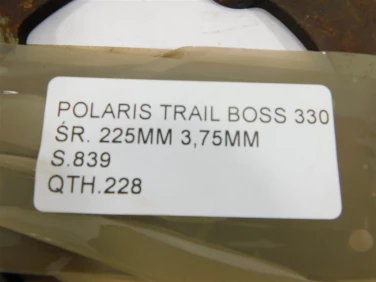 POLARIS TRAIL BOSS 330
ŚR. 225MM 3,75MM
S.839
QTH.228